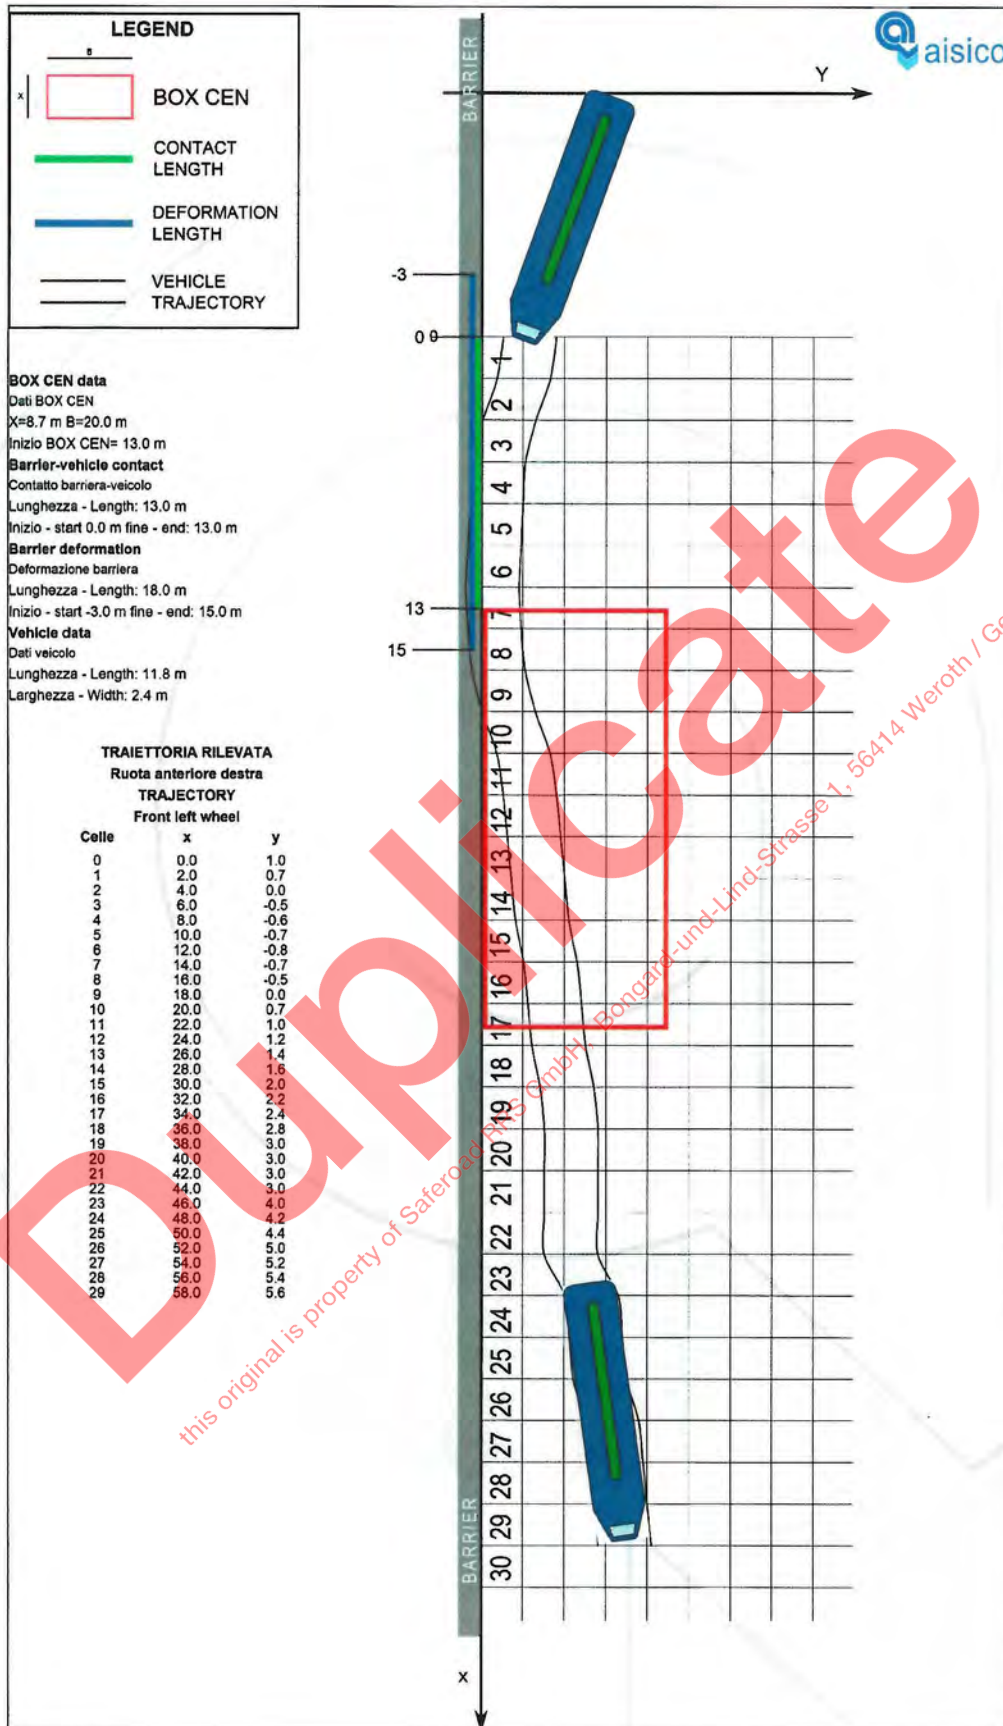 LEGEND
B
x
BOX CEN
CONTACT
LENGTH
DEFORMATION
LENGTH
VEHICLE
TRAJECTORY
BARRIER
Y
aisico
-3
0 9
13
15
BOX CEN data
Dati BOX CEN
X=8.7 m B=20.0 m
Inizio BOX CEN= 13.0 m
Barrier-vehicle contact
Contatto barriera-veicolo
Lunghezza - Length: 13.0 m
Inizio - start 0.0 m fine - end: 13.0 m
Barrier deformation
Deformazione barriera
Lunghezza - Length: 18.0 m
Inizio - start -3.0 m fine - end: 15.0 m
Vehicle data
Dati veicolo
Lunghezza - Length: 11.8 m
Larghezza - Width: 2.4 m
TRAIETTORIA RILEVATA
Ruota anteriore destra
TRAJECTORY
Front left wheel
Celle x y
0 0.0 1.0
1 2.0 0.7
2 4.0 0.0
3 6.0 -0.5
4 8.0 -0.6
5 10.0 -0.7
6 12.0 -0.8
7 14.0 -0.7
8 16.0 -0.5
9 18.0 0.0
10 20.0 0.7
11 22.0 1.0
12 24.0 1.2
13 26.0 1.4
14 28.0 1.6
15 30.0 2.0
16 32.0 2.2
17 34.0 2.4
18 36.0 2.8
19 38.0 3.0
20 40.0 3.0
21 42.0 3.0
22 44.0 3.0
23 46.0 4.0
24 48.0 4.2
25 50.0 4.4
26 52.0 5.0
27 54.0 5.2
28 56.0 5.4
29 58.0 5.6
1
2
3
4
5
6
7
8
9
10
11
12
13
14
15
16
17
18
19
20
21
22
23
24
25
26
27
28
29
30
BARRIER
x
Duplicate
this original is property of Saferoad RRS GmbH, Bongard-und-Lind-Strasse 1, 56414 Weroth / Ge